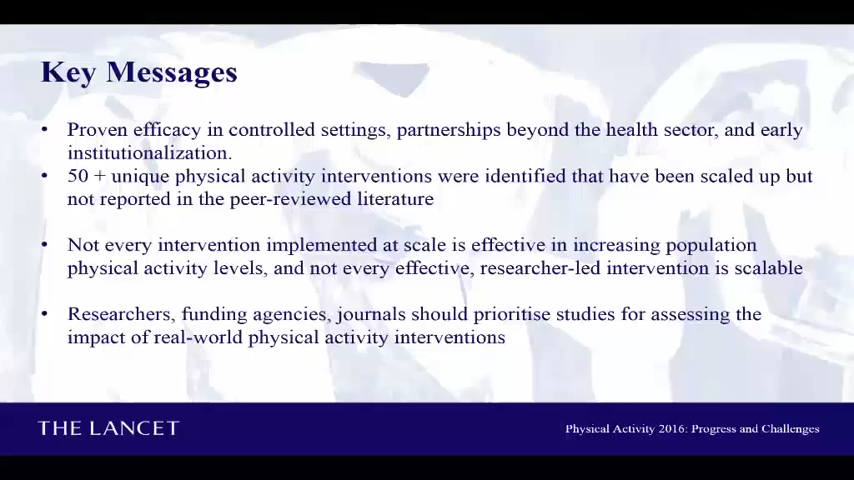 Key Messages
• Proven efficacy in controlled settings, partnerships beyond the health sector, and early
institutionalization.
• 50 + unique physical activity interventions were identified that have been scaled up but
not reported in the peer-reviewed literature
• Not every intervention implemented at scale is effective in increasing population
physical activity levels, and not every effective, researcher-led intervention is scalable
• Researchers, funding agencies, journals should prioritise studies for assessing the
impact of real-world physical activity interventions
THE LANCET
Physical Activity 2016: Progress and Challenges